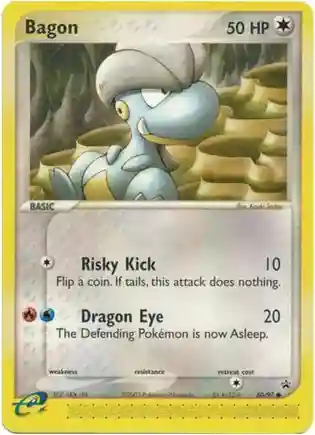 Bagon 50 HP
BASIC
Risky Kick 10
Flip a coin. If tails, this attack does nothing.
Dragon Eye 20
The Defending Pokémon is now Asleep.
weakness resistance retreat cost
e